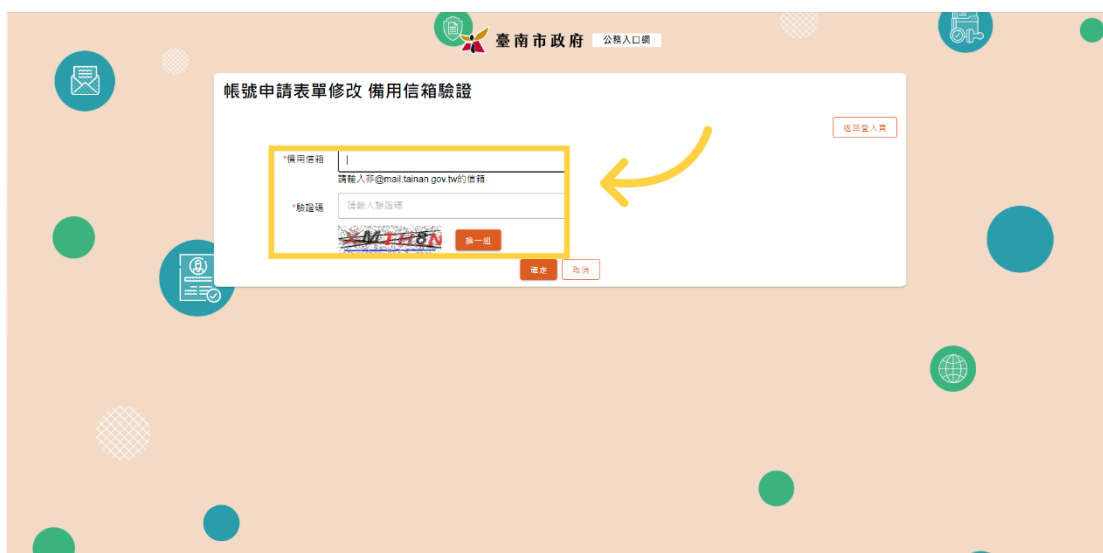 臺南市政府 公務入口網
帳號申請表單修改 備用信箱驗證
返回登入頁
*備用信箱
請輸入非@mail.tainan.gov.tw的信箱
*驗證碼 請輸入驗證碼
XMTH8N 換一組
確定 取消